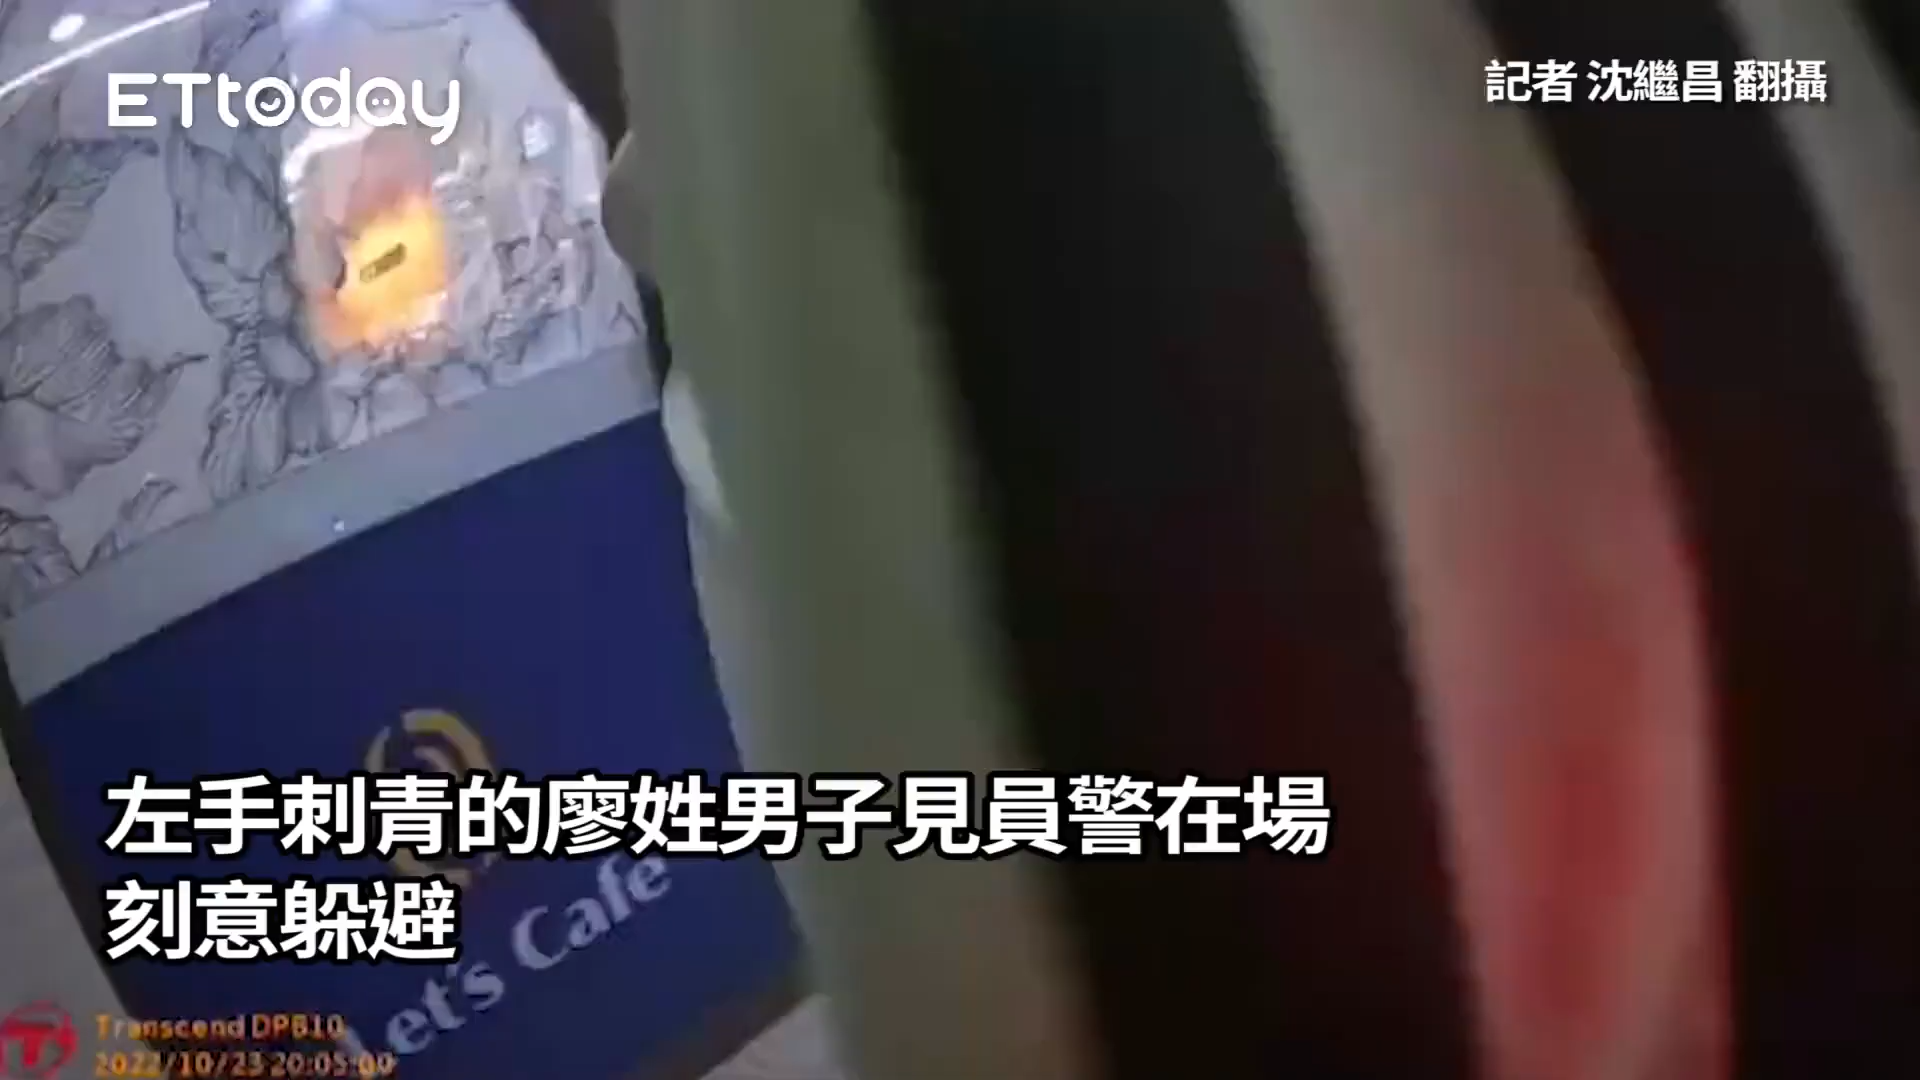 ETtoday
記者 沈繼昌 翻攝
左手刺青的廖姓男子見員警在場
刻意躲避
Let's Cafe
Transcend DPB10
2022/10/23 20:05:00